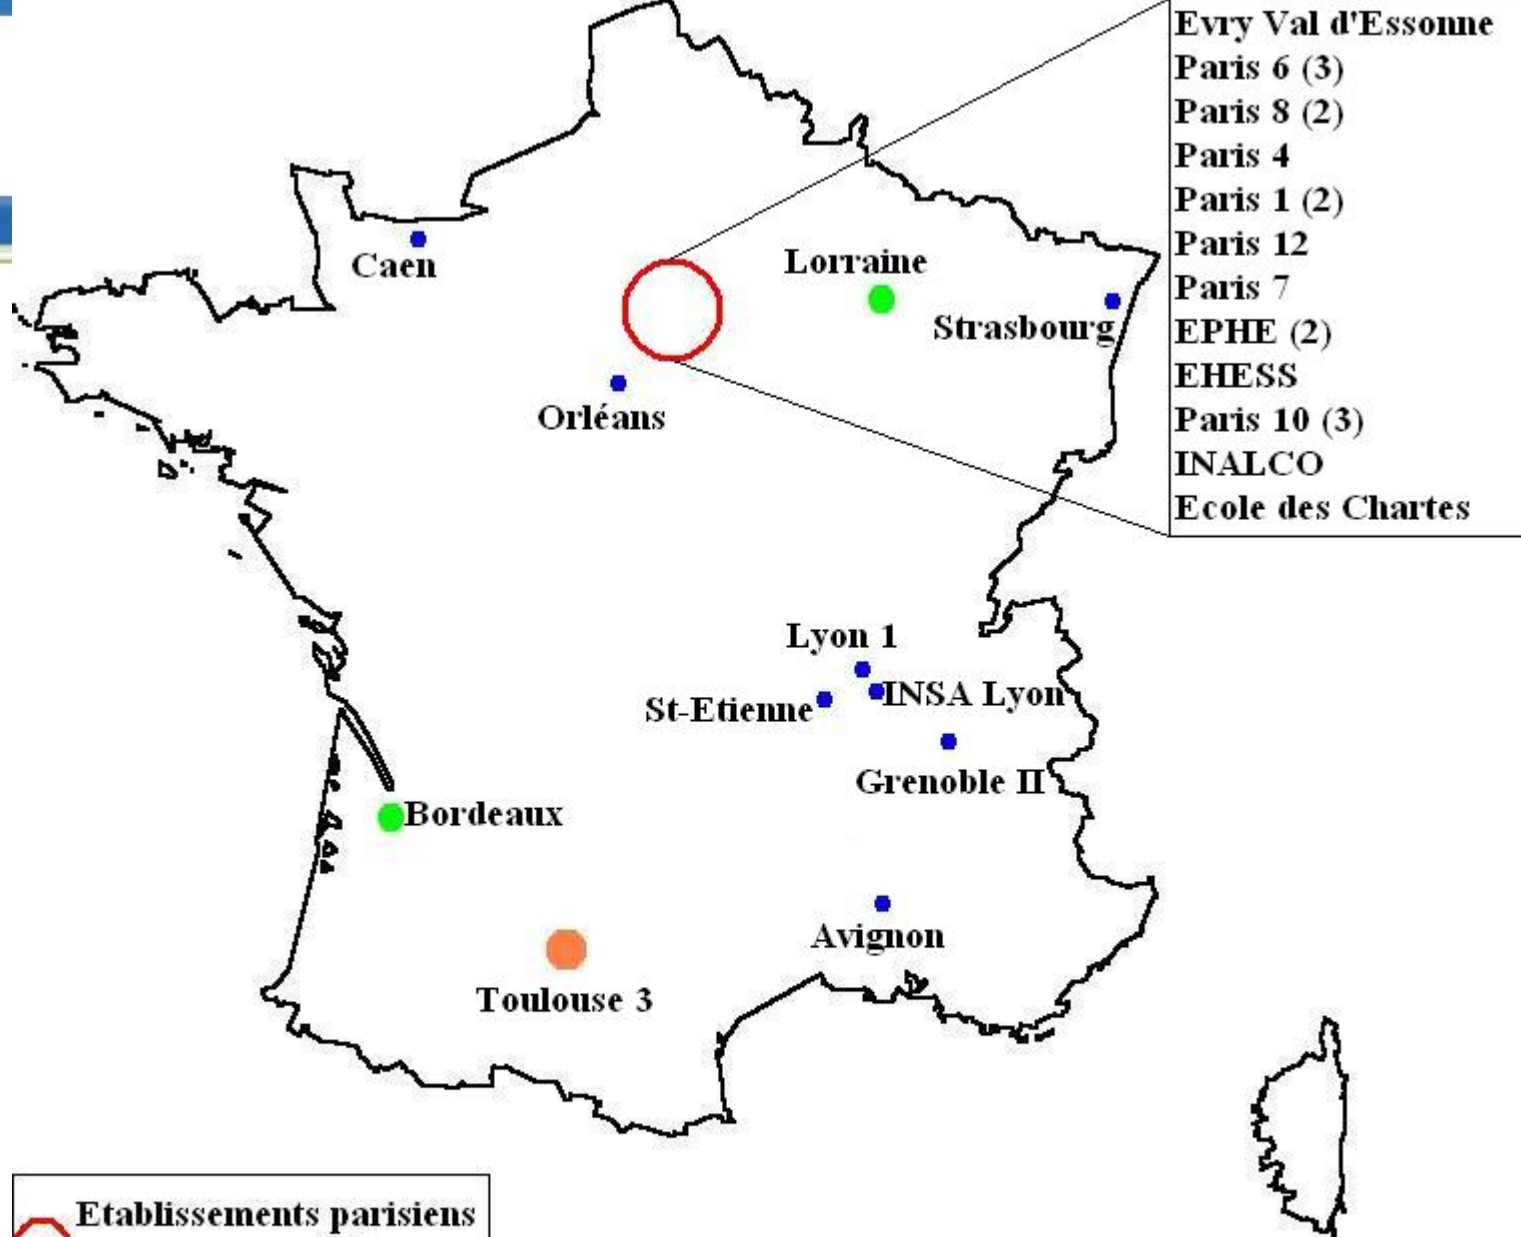 Evry Val d'Essonne
Paris 6 (3)
Paris 8 (2)
Paris 4
Paris 1 (2)
Paris 12
Paris 7
EPHE (2)
EHESS
Paris 10 (3)
INALCO
Ecole des Chartes
Caen
Lorraine
Strasbourg
Orléans
Lyon 1
INSA Lyon
St-Etienne
Grenoble II
Bordeaux
Avignon
Toulouse 3
Etablissements parisiens